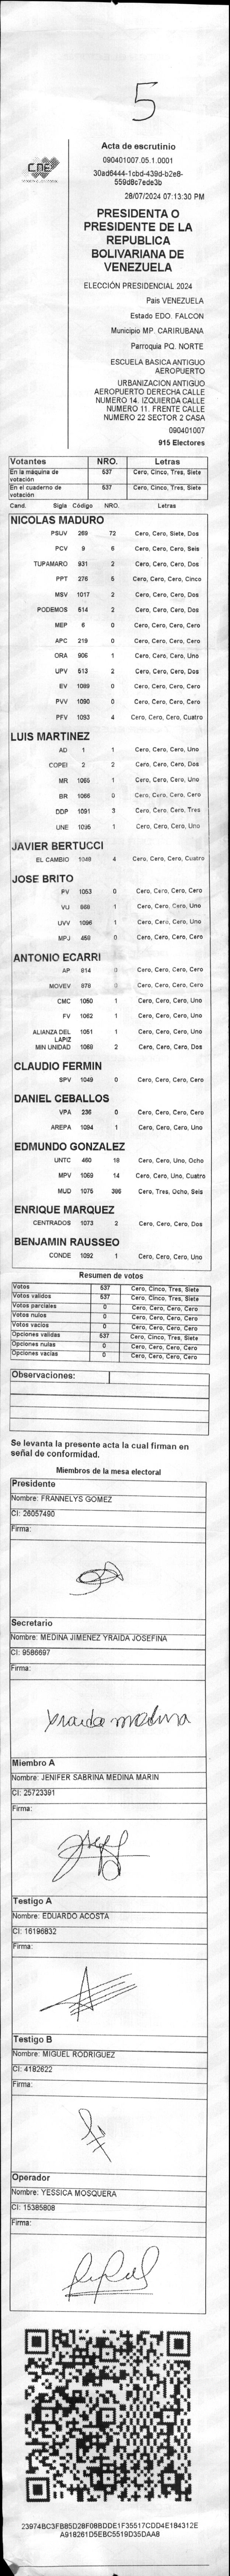 5
CNE
Acta de escrutinio
090401007.05.1.0001
30ad6444-1cbd-439d-b2e8-
559d8c7ede3b
28/07/2024 07:13:30 PM
PRESIDENTA O
PRESIDENTE DE LA
REPUBLICA
BOLIVARIANA DE
VENEZUELA
ELECCIÓN PRESIDENCIAL 2024
País VENEZUELA
Estado EDO. FALCON
Municipio MP. CARIRUBANA
Parroquia PQ. NORTE
ESCUELA BASICA ANTIGUO
AEROPUERTO
URBANIZACION ANTIGUO
AEROPUERTO DERECHA CALLE
NUMERO 14. IZQUIERDA CALLE
NUMERO 11. FRENTE CALLE
NUMERO 22 SECTOR 2 CASA
090401007
915 Electores
Votantes NRO. Letras
En la máquina de votación 537 Cero, Cinco, Tres, Siete
En el cuaderno de votación 537 Cero, Cinco, Tres, Siete
Cand. Sigla Código NRO. Letras
NICOLAS MADURO
PSUV 269 72 Cero, Cero, Siete, Dos
PCV 9 6 Cero, Cero, Cero, Seis
TUPAMARO 931 2 Cero, Cero, Cero, Dos
PPT 276 5 Cero, Cero, Cero, Cinco
MSV 1017 2 Cero, Cero, Cero, Dos
PODEMOS 514 2 Cero, Cero, Cero, Dos
MEP 6 0 Cero, Cero, Cero, Cero
APC 219 0 Cero, Cero, Cero, Cero
ORA 906 1 Cero, Cero, Cero, Uno
UPV 513 2 Cero, Cero, Cero, Dos
EV 1089 0 Cero, Cero, Cero, Cero
PVV 1090 0 Cero, Cero, Cero, Cero
PFV 1093 4 Cero, Cero, Cero, Cuatro
LUIS MARTINEZ
AD 1 1 Cero, Cero, Cero, Uno
COPEI 2 2 Cero, Cero, Cero, Dos
MR 1065 1 Cero, Cero, Cero, Uno
BR 1066 0 Cero, Cero, Cero, Cero
DDP 1091 3 Cero, Cero, Cero, Tres
UNE 1095 1 Cero, Cero, Cero, Uno
JAVIER BERTUCCI
EL CAMBIO 1048 4 Cero, Cero, Cero, Cuatro
JOSE BRITO
PV 1053 0 Cero, Cero, Cero, Cero
VU 668 1 Cero, Cero, Cero, Uno
UVV 1096 1 Cero, Cero, Cero, Uno
MPJ 458 0 Cero, Cero, Cero, Cero
ANTONIO ECARRI
AP 814 0 Cero, Cero, Cero, Cero
MOVEV 878 0 Cero, Cero, Cero, Cero
CMC 1050 1 Cero, Cero, Cero, Uno
FV 1062 1 Cero, Cero, Cero, Uno
ALIANZA DEL LAPIZ 1051 1 Cero, Cero, Cero, Uno
MIN UNIDAD 1068 2 Cero, Cero, Cero, Dos
CLAUDIO FERMIN
SPV 1049 0 Cero, Cero, Cero, Cero
DANIEL CEBALLOS
VPA 236 0 Cero, Cero, Cero, Cero
AREPA 1094 1 Cero, Cero, Cero, Uno
EDMUNDO GONZALEZ
UNTC 460 18 Cero, Cero, Uno, Ocho
MPV 1069 14 Cero, Cero, Uno, Cuatro
MUD 1075 386 Cero, Tres, Ocho, Seis
ENRIQUE MARQUEZ
CENTRADOS 1073 2 Cero, Cero, Cero, Dos
BENJAMIN RAUSSEO
CONDE 1092 1 Cero, Cero, Cero, Uno
Resumen de votos
Votos 537 Cero, Cinco, Tres, Siete
Votos validos 537 Cero, Cinco, Tres, Siete
Votos parciales 0 Cero, Cero, Cero, Cero
Votos nulos 0 Cero, Cero, Cero, Cero
Votos vacios 0 Cero, Cero, Cero, Cero
Opciones validas 537 Cero, Cinco, Tres, Siete
Opciones nulas 0 Cero, Cero, Cero, Cero
Opciones vacias 0 Cero, Cero, Cero, Cero
Observaciones:
Se levanta la presente acta la cual firman en
señal de conformidad.
Miembros de la mesa electoral
Presidente
Nombre: FRANNELYS GOMEZ
CI: 26057490
Firma:
Secretario
Nombre: MEDINA JIMENEZ YRAIDA JOSEFINA
CI: 9586697
Firma:
Yraida medina
Miembro A
Nombre: JENIFER SABRINA MEDINA MARIN
CI: 25723391
Firma:
Testigo A
Nombre: EDUARDO ACOSTA
CI: 16196832
Firma:
Testigo B
Nombre: MIGUEL RODRIGUEZ
CI: 4182622
Firma:
Operador
Nombre: YESSICA MOSQUERA
CI: 15385808
Firma:
23974BC3FB85D28F08BDDE1F35517CDD4E184312E
A918261D5EBC5519D35DAA8